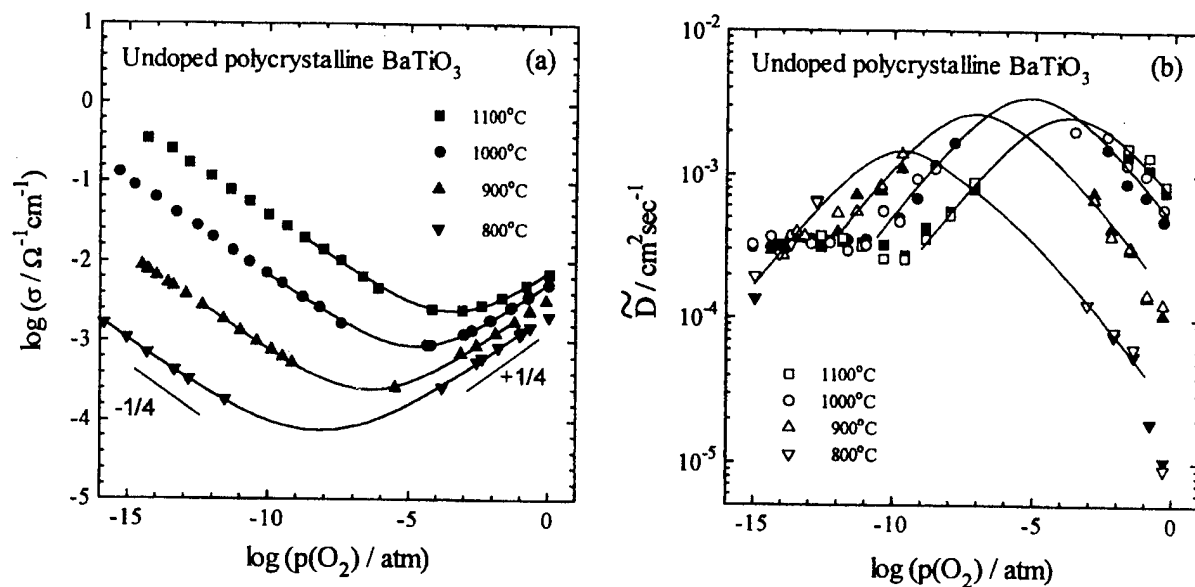 Undoped polycrystalline BaTiO₃ (a)
1
0
-1
-2
-3
-4
-5
log (σ / Ω⁻¹cm⁻¹)
1100°C
1000°C
900°C
800°C
-1/4
+1/4
-15
-10
-5
0
log (p(O₂) / atm)
Undoped polycrystalline BaTiO₃ (b)
10⁻²
10⁻³
10⁻⁴
10⁻⁵
D̃ / cm²sec⁻¹
1100°C
1000°C
900°C
800°C
-15
-10
-5
0
log (p(O₂) / atm)